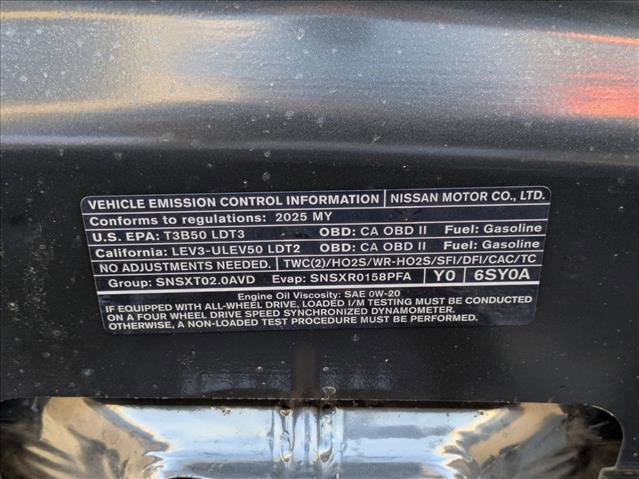 VEHICLE EMISSION CONTROL INFORMATION NISSAN MOTOR CO., LTD.
Conforms to regulations: 2025 MY
U.S. EPA: T3B50 LDT3 OBD: CA OBD II Fuel: Gasoline
California: LEV3-ULEV50 LDT2 OBD: CA OBD II Fuel: Gasoline
NO ADJUSTMENTS NEEDED. TWC(2)/HO2S/WR-HO2S/SFI/DFI/CAC/TC
Group: SNSXT02.0AVD Evap: SNSXR0158PFA Y0 6SY0A
Engine Oil Viscosity: SAE 0W-20
IF EQUIPPED WITH ALL-WHEEL DRIVE, LOADED I/M TESTING MUST BE CONDUCTED
ON A FOUR WHEEL DRIVE SPEED SYNCHRONIZED DYNAMOMETER.
OTHERWISE, A NON-LOADED TEST PROCEDURE MUST BE PERFORMED.